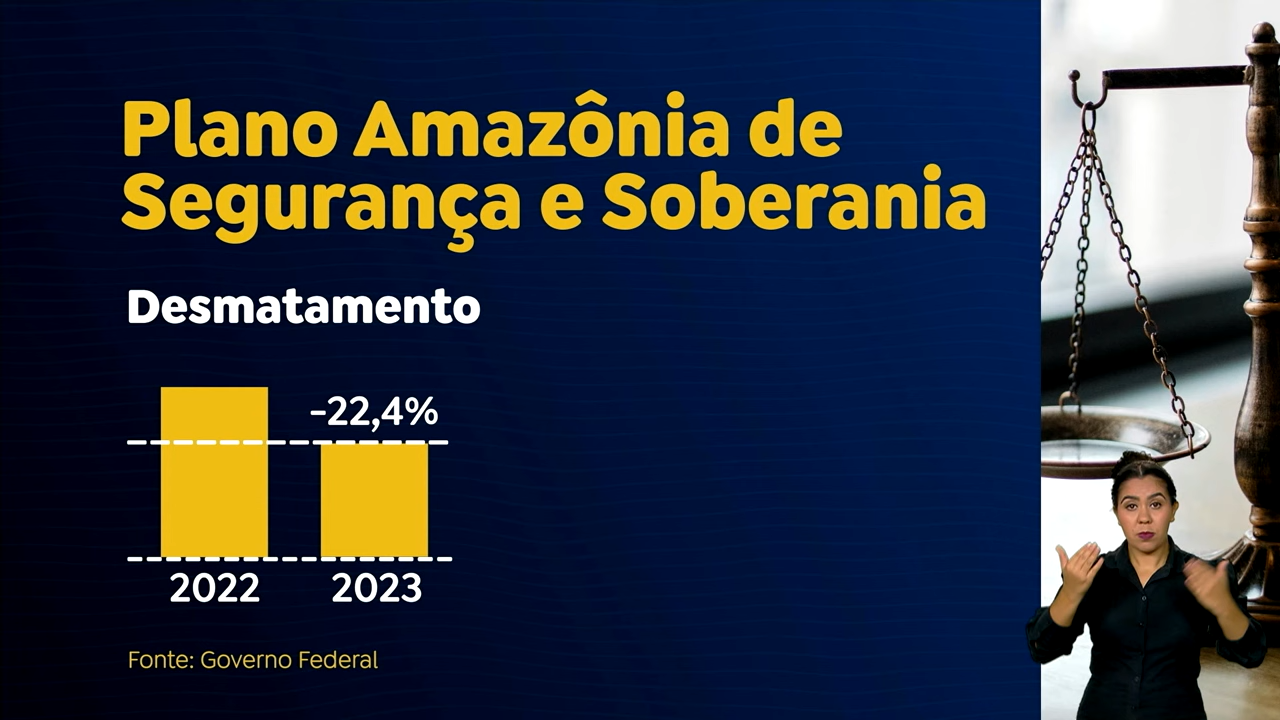 Plano Amazônia de
Segurança e Soberania
Desmatamento
-22,4%
2022 2023
Fonte: Governo Federal